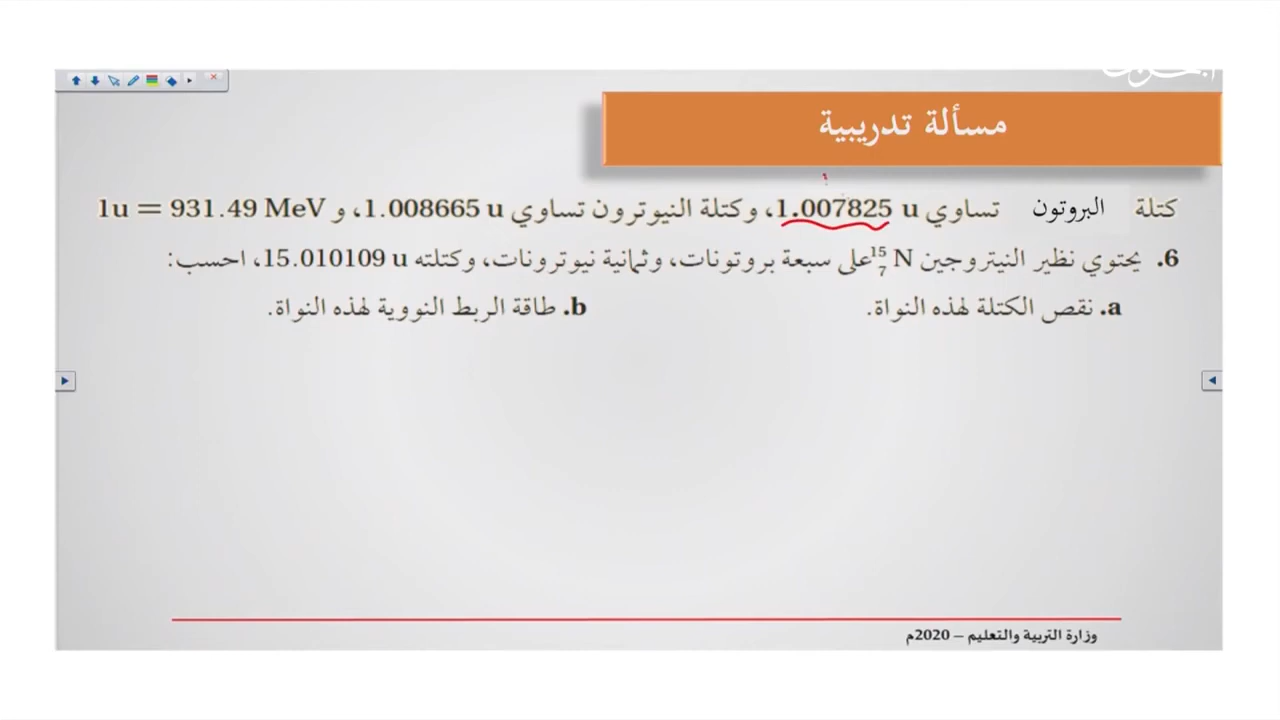 البحرين
مسألة تدريبية
كتلة البروتون تساوي 1.007825 u، وكتلة النيوترون تساوي 1.008665 u، و 1u = 931.49 MeV
6. يحتوي نظير النيتروجين ¹⁵₇N على سبعة بروتونات، وثمانية نيوترونات، وكتلته 15.010109 u، احسب:
a. نقص الكتلة لهذه النواة. b. طاقة الربط النووية لهذه النواة.
وزارة التربية والتعليم – 2020م